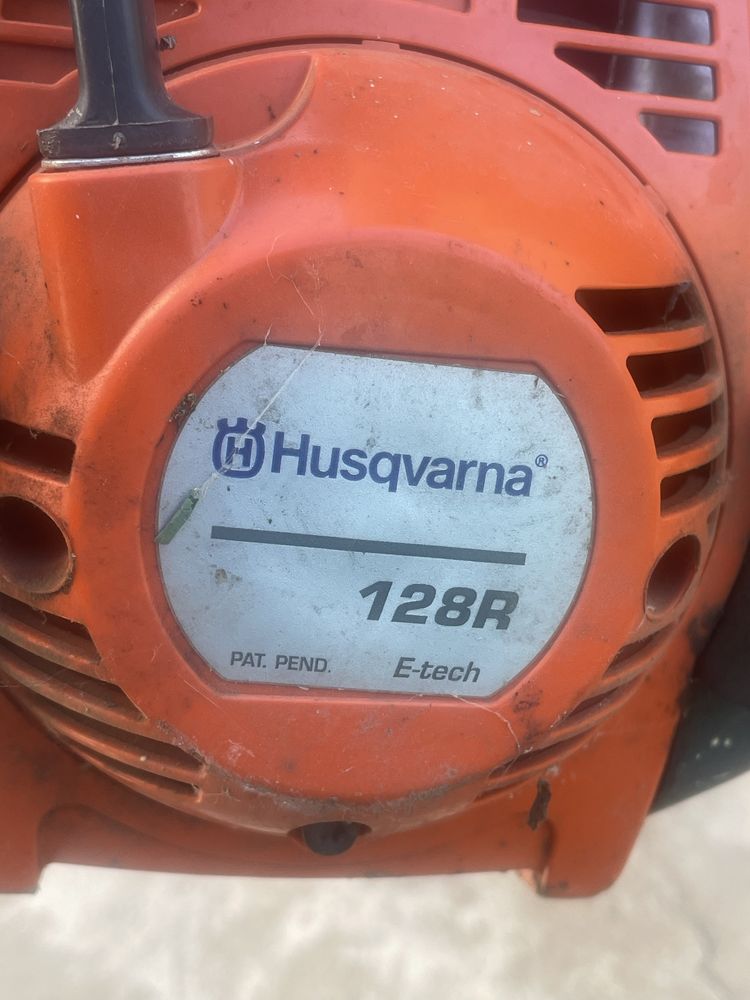 H Husqvarna®
128R
PAT. PEND. E-tech